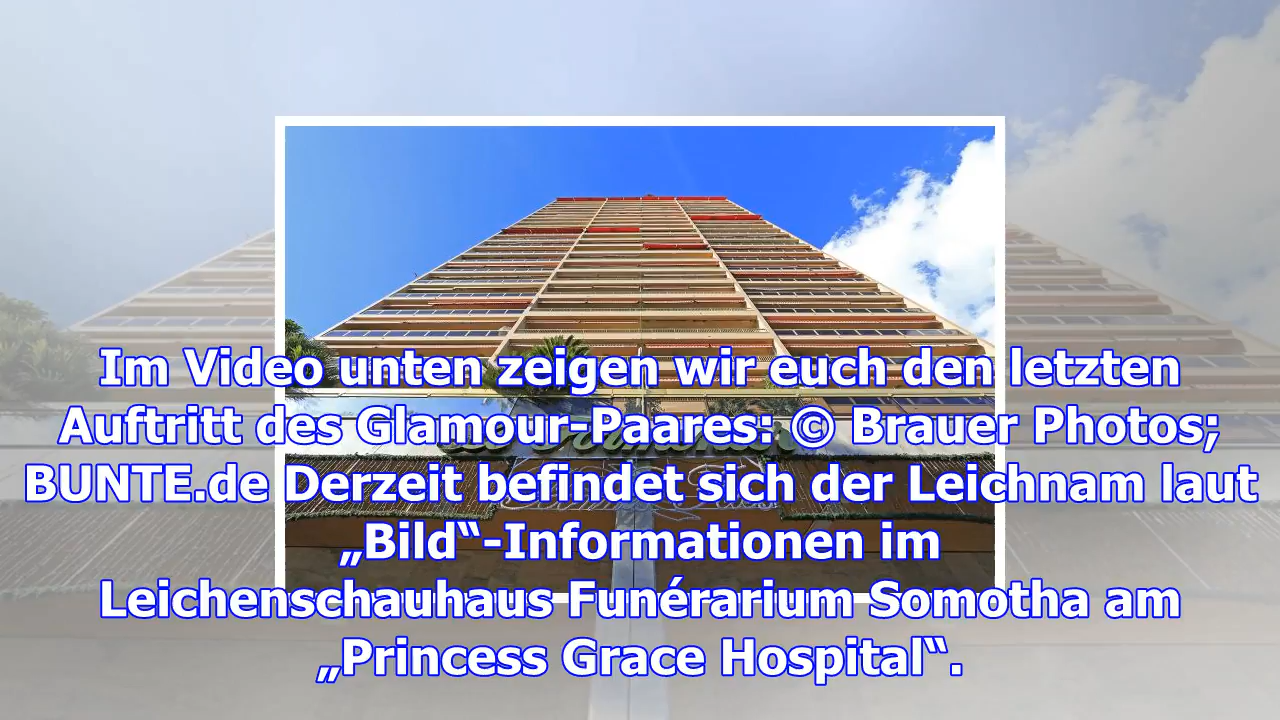 Im Video unten zeigen wir euch den letzten
Auftritt des Glamour-Paares: © Brauer Photos;
BUNTE.de Derzeit befindet sich der Leichnam laut
„Bild“-Informationen im
Leichenschauhaus Funérarium Somotha am
„Princess Grace Hospital“.